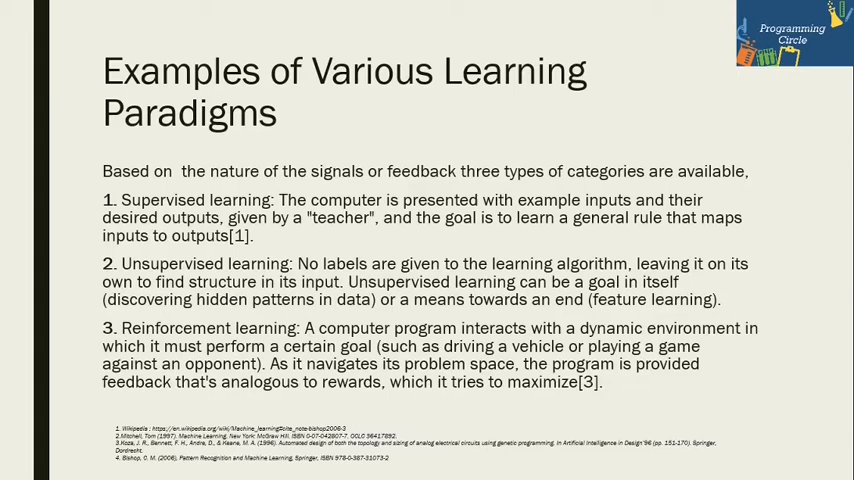 Programming
Circle
Examples of Various Learning
Paradigms
Based on  the nature of the signals or feedback three types of categories are available,
1. Supervised learning: The computer is presented with example inputs and their
desired outputs, given by a "teacher", and the goal is to learn a general rule that maps
inputs to outputs[1].
2. Unsupervised learning: No labels are given to the learning algorithm, leaving it on its
own to find structure in its input. Unsupervised learning can be a goal in itself
(discovering hidden patterns in data) or a means towards an end (feature learning).
3. Reinforcement learning: A computer program interacts with a dynamic environment in
which it must perform a certain goal (such as driving a vehicle or playing a game
against an opponent). As it navigates its problem space, the program is provided
feedback that's analogous to rewards, which it tries to maximize[3].
1. Wikipedia : https://en.wikipedia.org/wiki/Machine_learning#cite_note-bishop2006-3
2.Mitchell, Tom (1997). Machine Learning. New York: McGraw Hill. ISBN 0-07-042807-7. OCLC 36417892.
3.Koza, J. R., Bennett, F. H., Andre, D., & Keane, M. A. (1996). Automated design of both the topology and sizing of analog electrical circuits using genetic programming. In Artificial Intelligence in Design'96 (pp. 151-170). Springer,
Dordrecht.
4. Bishop, C. M. (2006), Pattern Recognition and Machine Learning, Springer, ISBN 978-0-387-31073-2